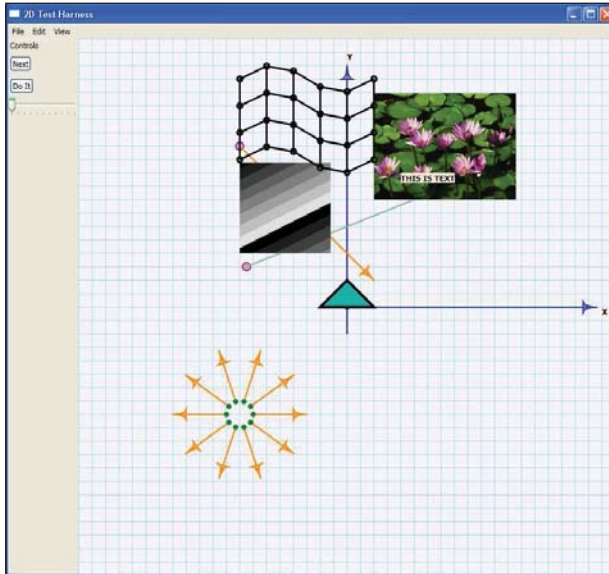 2D Test Harness
File Edit View
Controls
Next
Do It
Y
THIS IS TEXT
X